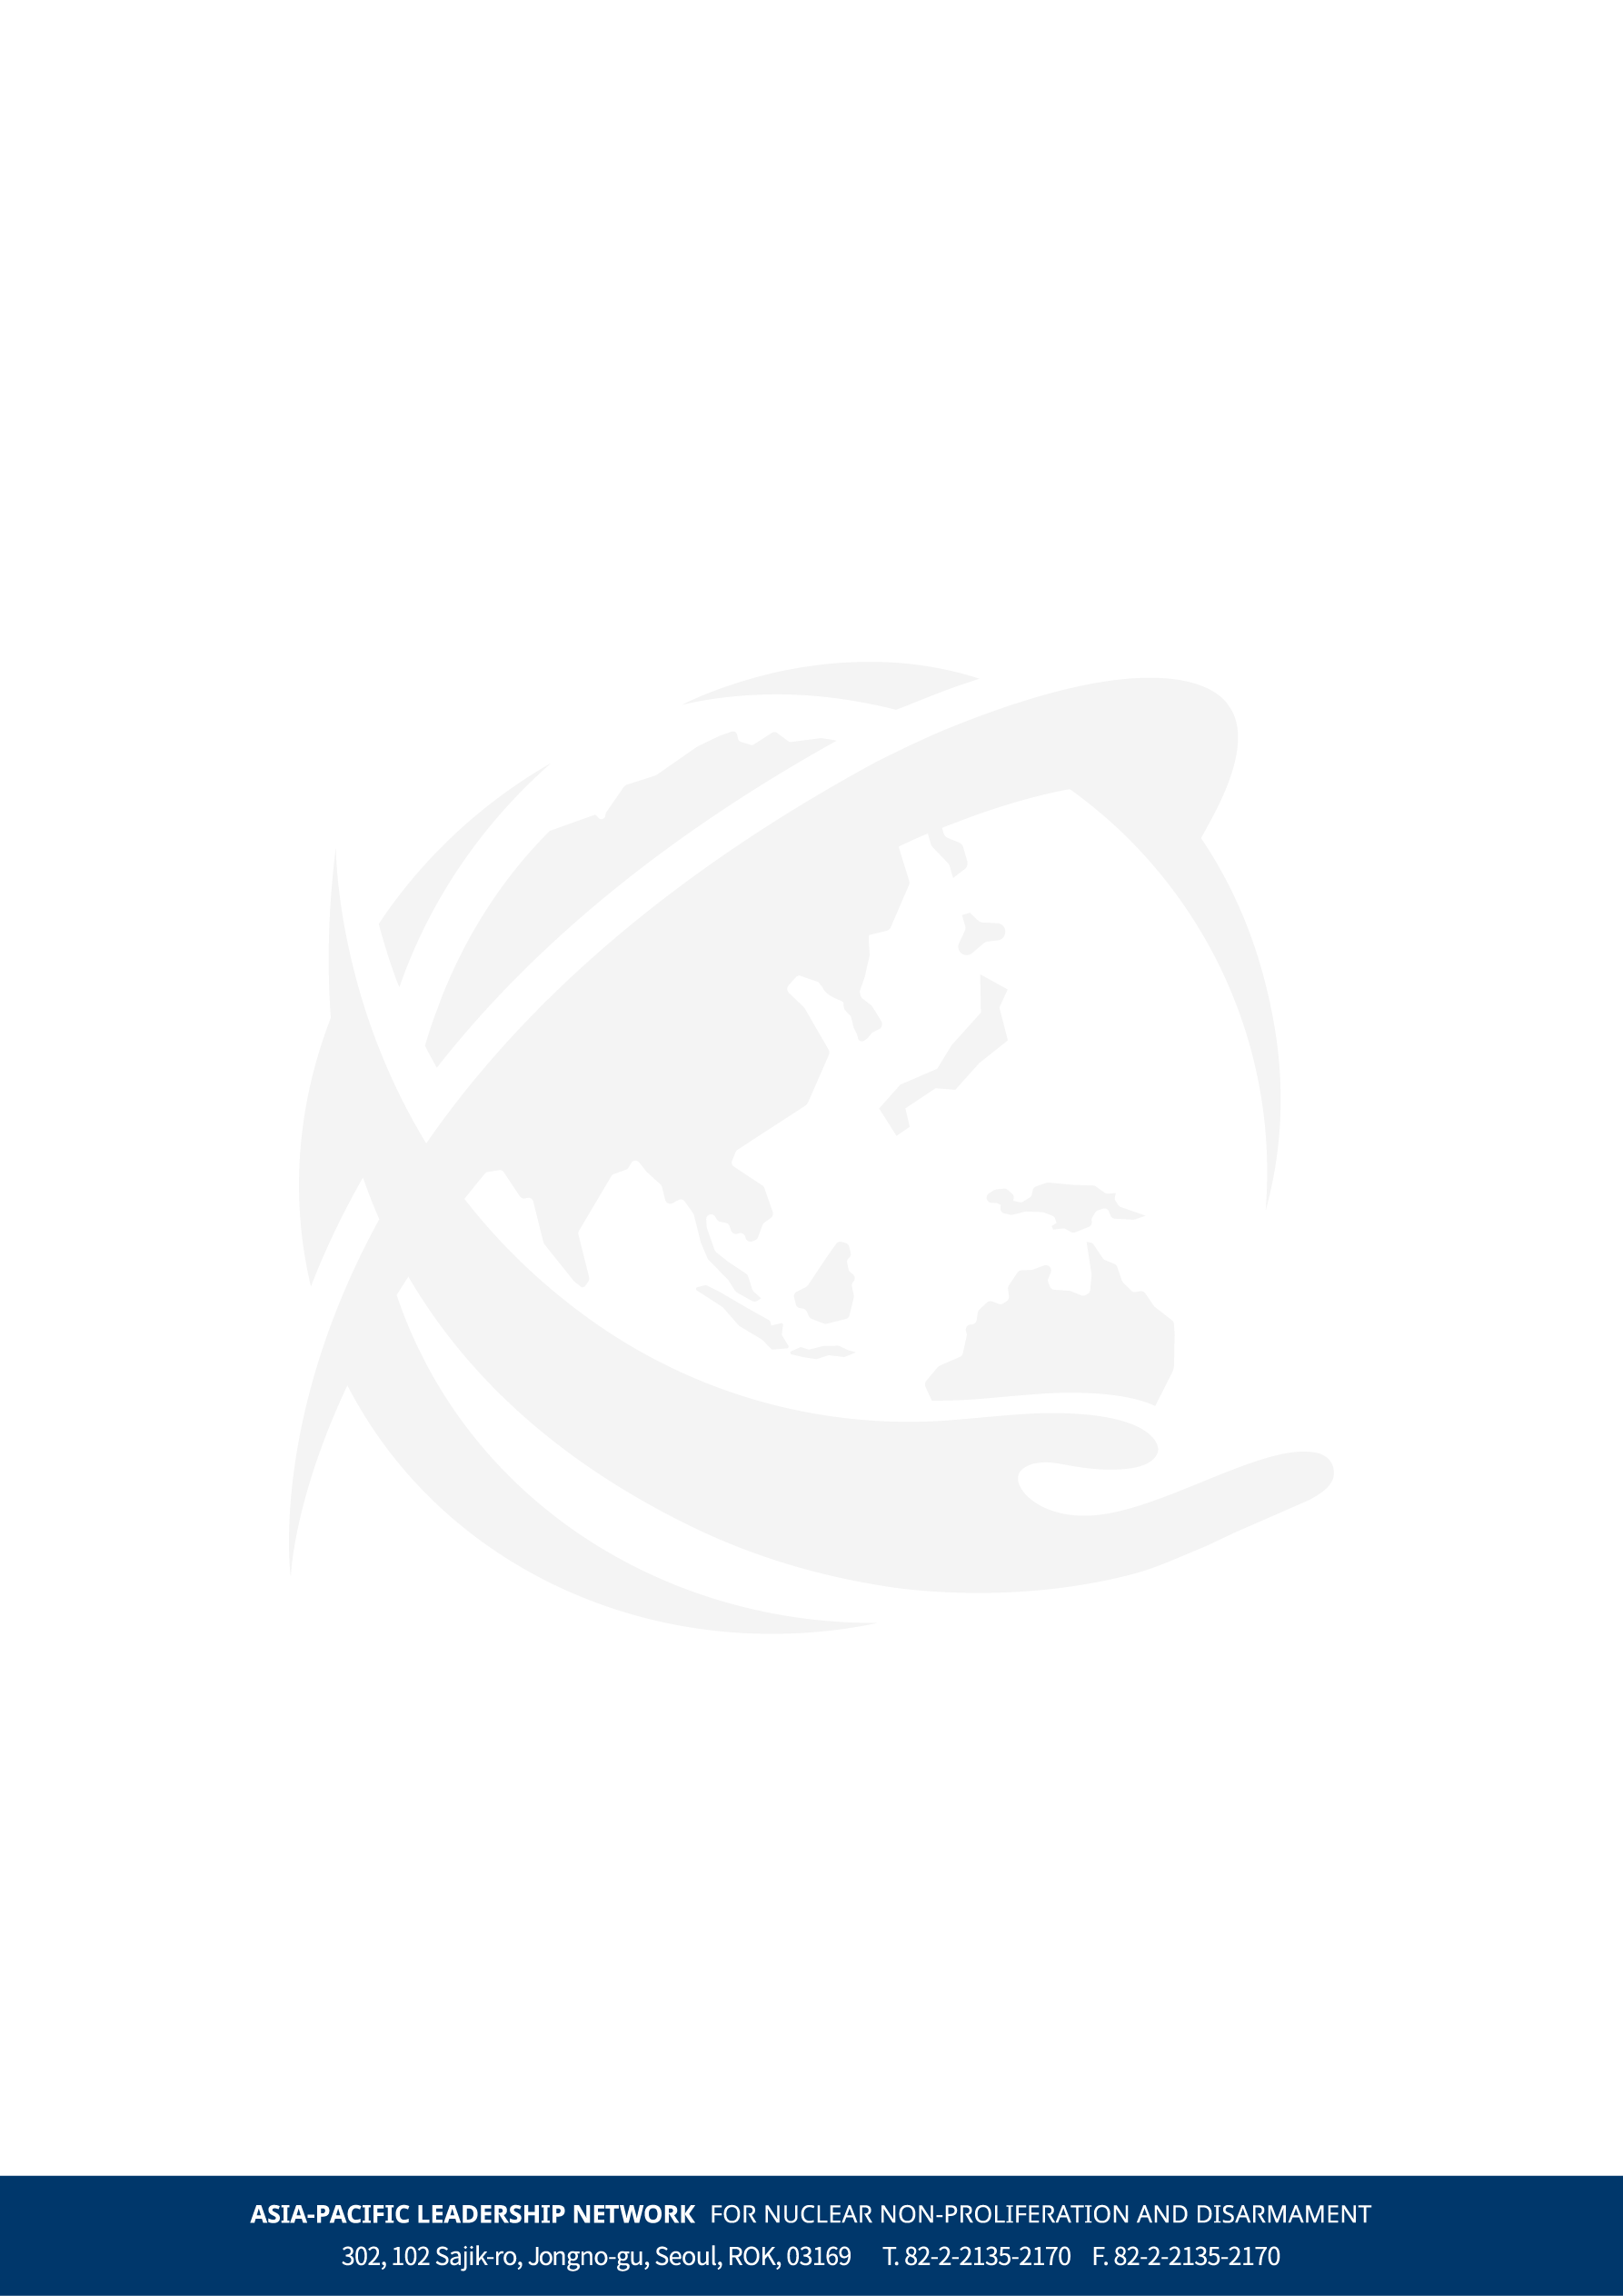 ASIA-PACIFIC LEADERSHIP NETWORK FOR NUCLEAR NON-PROLIFERATION AND DISARMAMENT
302, 102 Sajik-ro, Jongno-gu, Seoul, ROK, 03169 T. 82-2-2135-2170 F. 82-2-2135-2170